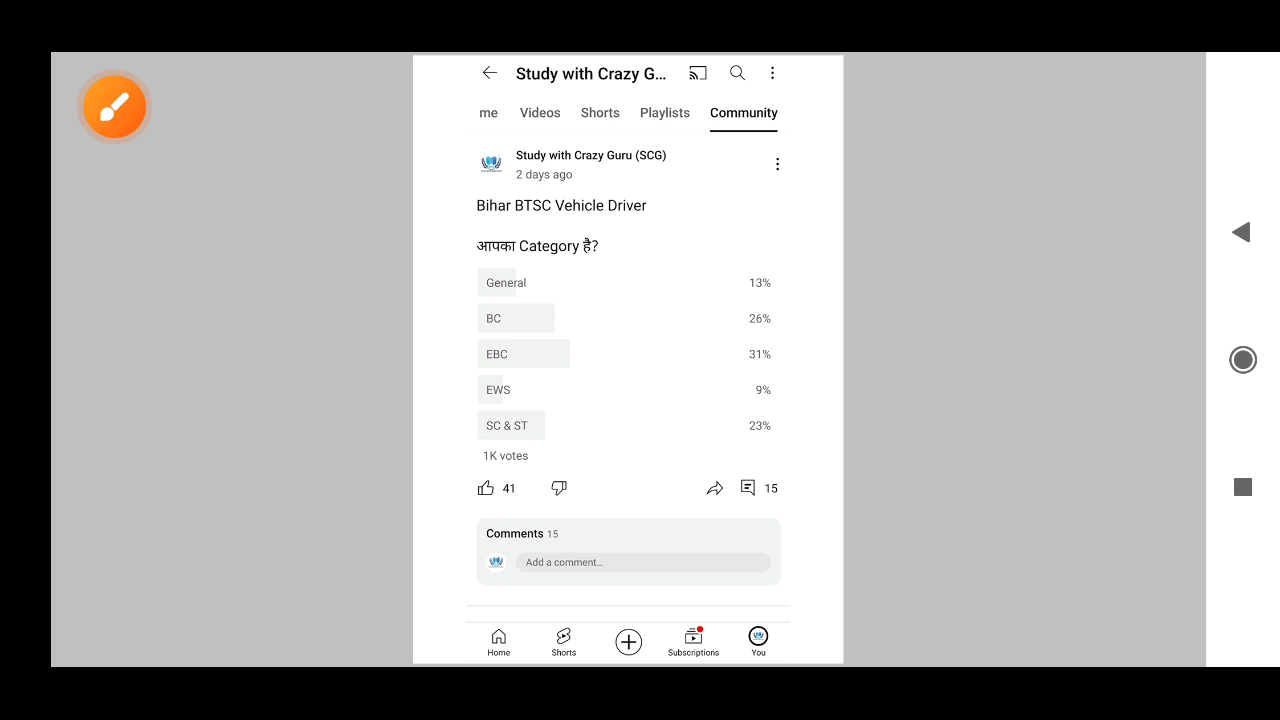 Study with Crazy G...
me Videos Shorts Playlists Community
Study with Crazy Guru (SCG)
2 days ago
Bihar BTSC Vehicle Driver
आपका Category है?
General 13%
BC 26%
EBC 31%
EWS 9%
SC & ST 23%
1K votes
41 15
Comments 15
Add a comment...
Home Shorts Subscriptions You